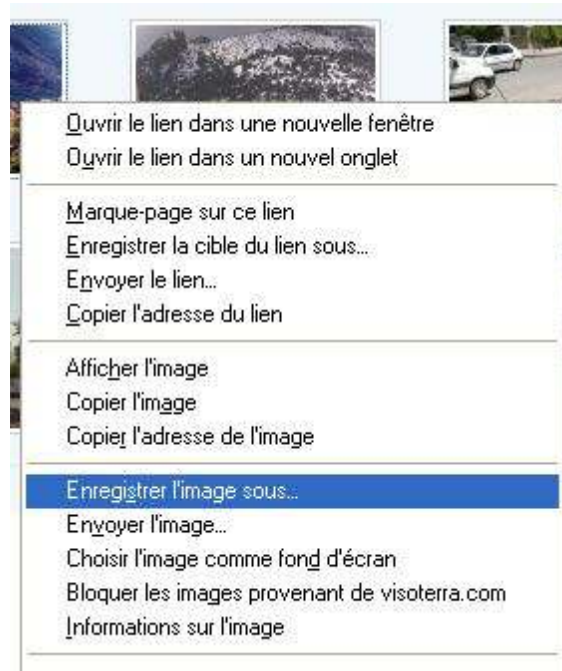 Ouvrir le lien dans une nouvelle fenêtre
Ouvrir le lien dans un nouvel onglet
Marque-page sur ce lien
Enregistrer la cible du lien sous...
Envoyer le lien...
Copier l'adresse du lien
Afficher l'image
Copier l'image
Copier l'adresse de l'image
Enregistrer l'image sous...
Envoyer l'image...
Choisir l'image comme fond d'écran
Bloquer les images provenant de visoterra.com
Informations sur l'image